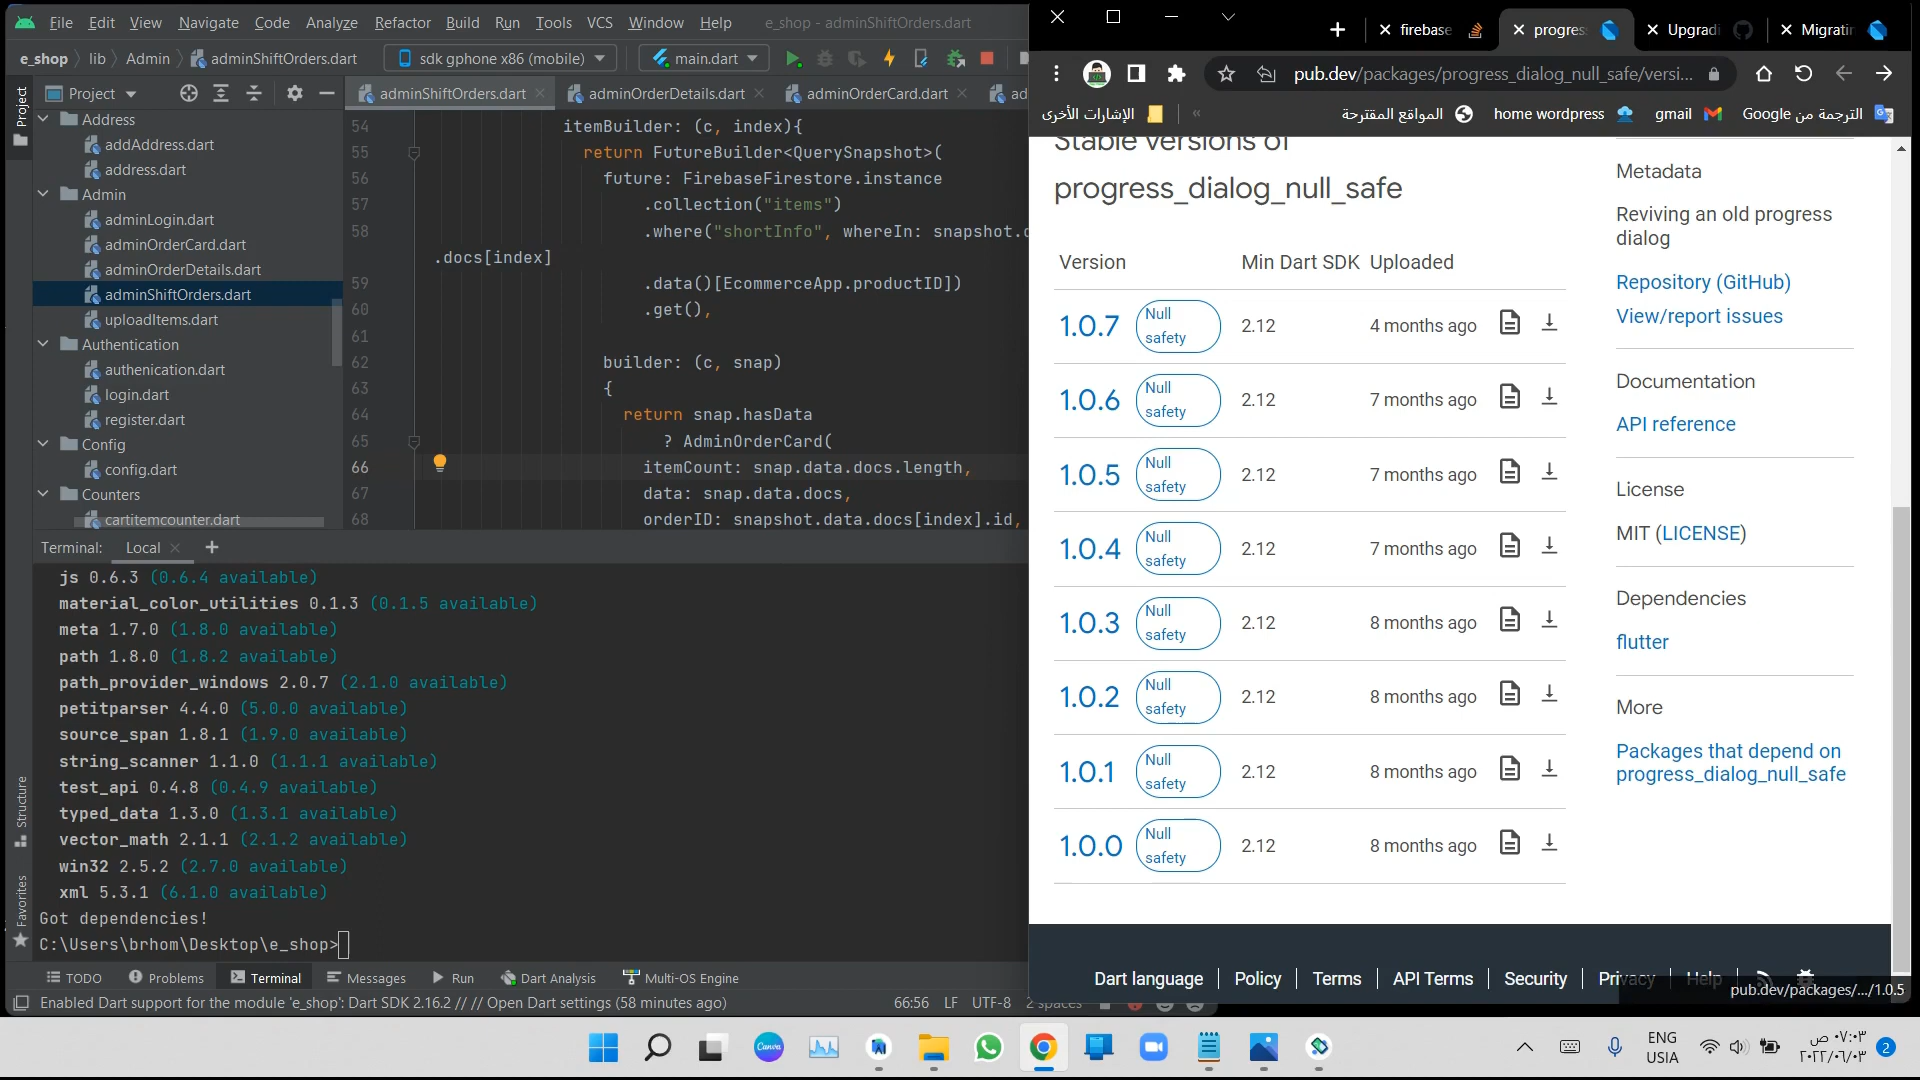 File Edit View Navigate Code Analyze Refactor Build Run Tools VCS Window Help e_shop - adminShiftOrders.dart
e_shop lib Admin adminShiftOrders.dart sdk gphone x86 (mobile) main.dart
Project
adminShiftOrders.dart adminOrderDetails.dart adminOrderCard.dart ad
Project
Address
addAddress.dart
address.dart
Admin
adminLogin.dart
adminOrderCard.dart
adminOrderDetails.dart
adminShiftOrders.dart
uploadItems.dart
Authentication
authenication.dart
login.dart
register.dart
Config
config.dart
Counters
cartitemcounter.dart
54 itemBuilder: (c, index){
55 return FutureBuilder<QuerySnapshot>(
56 future: FirebaseFirestore.instance
57 .collection("items")
58 .where("shortInfo", whereIn: snapshot.
.docs[index]
59 .data()[EcommerceApp.productID])
60 .get(),
61
62 builder: (c, snap)
63 {
64 return snap.hasData
65 ? AdminOrderCard(
66 itemCount: snap.data.docs.length,
67 data: snap.data.docs,
68 orderID: snapshot.data.docs[index].id,
Terminal: Local
js 0.6.3 (0.6.4 available)
material_color_utilities 0.1.3 (0.1.5 available)
meta 1.7.0 (1.8.0 available)
path 1.8.0 (1.8.2 available)
path_provider_windows 2.0.7 (2.1.0 available)
petitparser 4.4.0 (5.0.0 available)
source_span 1.8.1 (1.9.0 available)
string_scanner 1.1.0 (1.1.1 available)
test_api 0.4.8 (0.4.9 available)
typed_data 1.3.0 (1.3.1 available)
vector_math 2.1.1 (2.1.2 available)
win32 2.5.2 (2.7.0 available)
xml 5.3.1 (6.1.0 available)
Got dependencies!
C:\Users\brhom\Desktop\e_shop>
Structure
Favorites
TODO Problems Terminal Messages Run Dart Analysis Multi-OS Engine
Enabled Dart support for the module 'e_shop': Dart SDK 2.16.2 // // Open Dart settings (58 minutes ago) 66:56 LF UTF-8 2 spaces
firebase progres Upgradi Migratin
pub.dev/packages/progress_dialog_null_safe/versi...
الإشارات الأخرى » المواقع المقترحة home wordpress gmail الترجمة من Google
Stable versions of
progress_dialog_null_safe
Version Min Dart SDK Uploaded
1.0.7 Null safety 2.12 4 months ago
1.0.6 Null safety 2.12 7 months ago
1.0.5 Null safety 2.12 7 months ago
1.0.4 Null safety 2.12 7 months ago
1.0.3 Null safety 2.12 8 months ago
1.0.2 Null safety 2.12 8 months ago
1.0.1 Null safety 2.12 8 months ago
1.0.0 Null safety 2.12 8 months ago
Metadata
Reviving an old progress
dialog
Repository (GitHub)
View/report issues
Documentation
API reference
License
MIT (LICENSE)
Dependencies
flutter
More
Packages that depend on
progress_dialog_null_safe
Dart language Policy Terms API Terms Security Privacy Help
pub.dev/packages/.../1.0.5
Canva
ENG
USIA
٠٧:٠٣ ص
٢٠٢٢/٠٦/٠٣
2